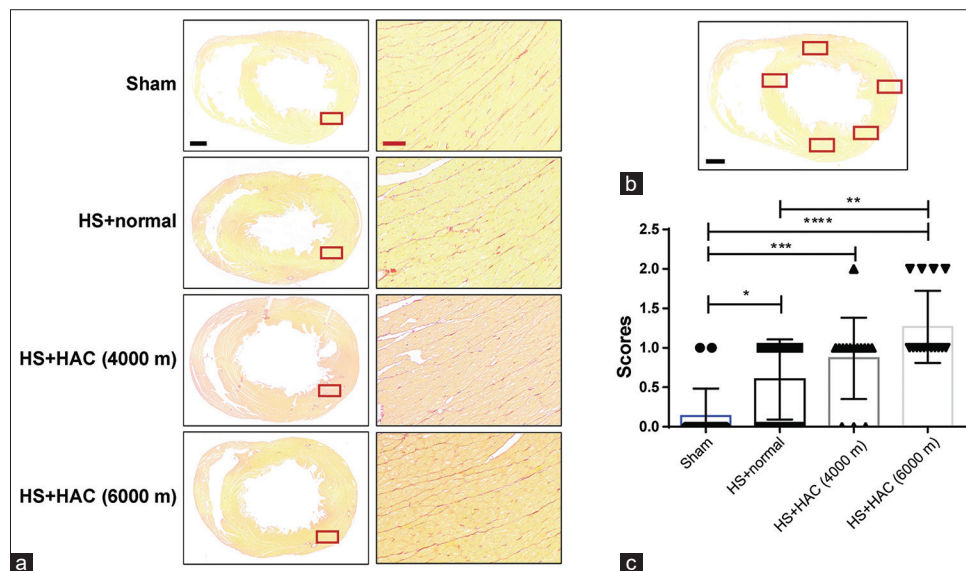 Sham
HS+normal
HS+HAC (4000 m)
HS+HAC (6000 m)
a
b
**
****
***
*
2.5
2.0
1.5
1.0
0.5
0.0
Scores
Sham
HS+normal
HS+HAC (4000 m)
HS+HAC (6000 m)
c